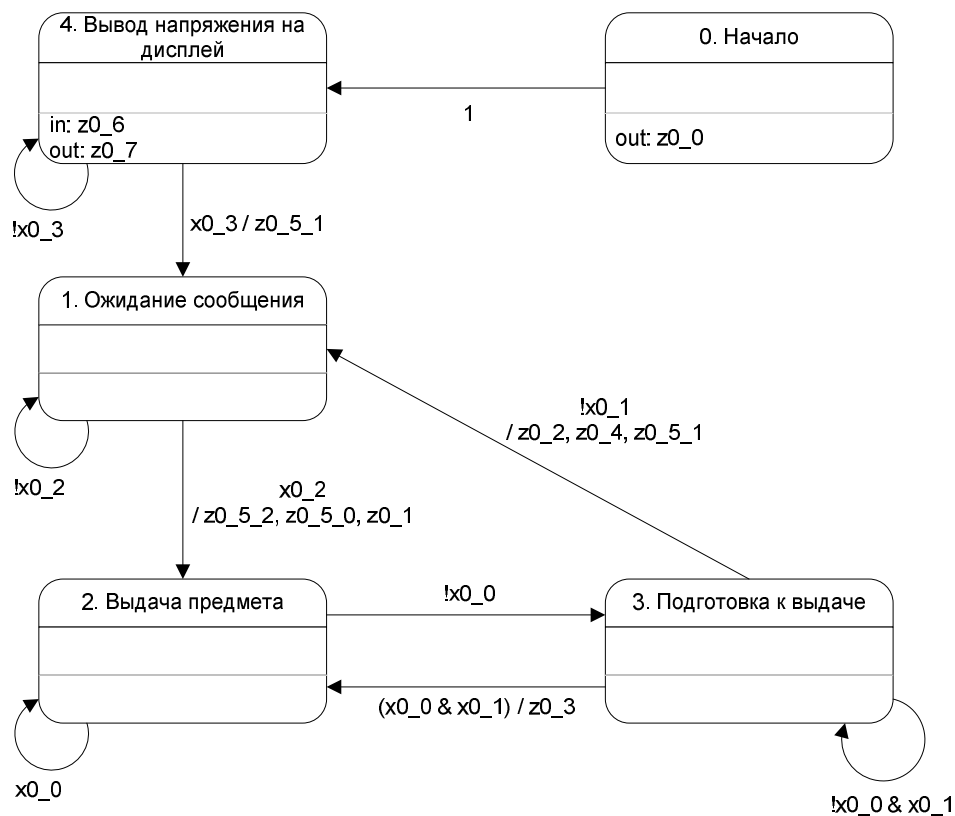 4. Вывод напряжения на
дисплей
0. Начало
1
in: z0_6
out: z0_7
out: z0_0
!x0_3
x0_3 / z0_5_1
1. Ожидание сообщения
!x0_1
/ z0_2, z0_4, z0_5_1
!x0_2
x0_2
/ z0_5_2, z0_5_0, z0_1
2. Выдача предмета
!x0_0
3. Подготовка к выдаче
(x0_0 & x0_1) / z0_3
x0_0
!x0_0 & x0_1